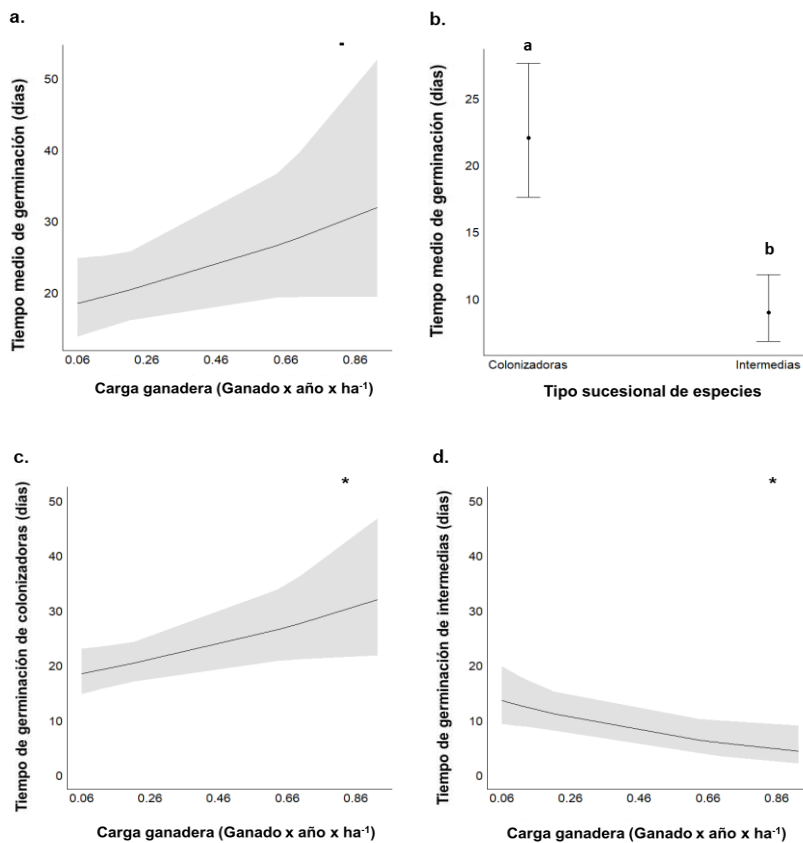 a.
-
Tiempo medio de germinación (días)
50
30
20
0.06 0.26 0.46 0.66 0.86
Carga ganadera (Ganado x año x ha⁻¹)
b.
a
b
Tiempo medio de germinación (días)
25
20
15
10
Colonizadoras Intermedias
Tipo sucesional de especies
c.
*
Tiempo de germinación de colonizadoras (días)
50
40
30
20
10
0
0.06 0.26 0.46 0.66 0.86
Carga ganadera (Ganado x año x ha⁻¹)
d.
*
Tiempo de germinación de intermedias (días)
50
40
30
20
10
0
0.06 0.26 0.46 0.66 0.86
Carga ganadera (Ganado x año x ha⁻¹)